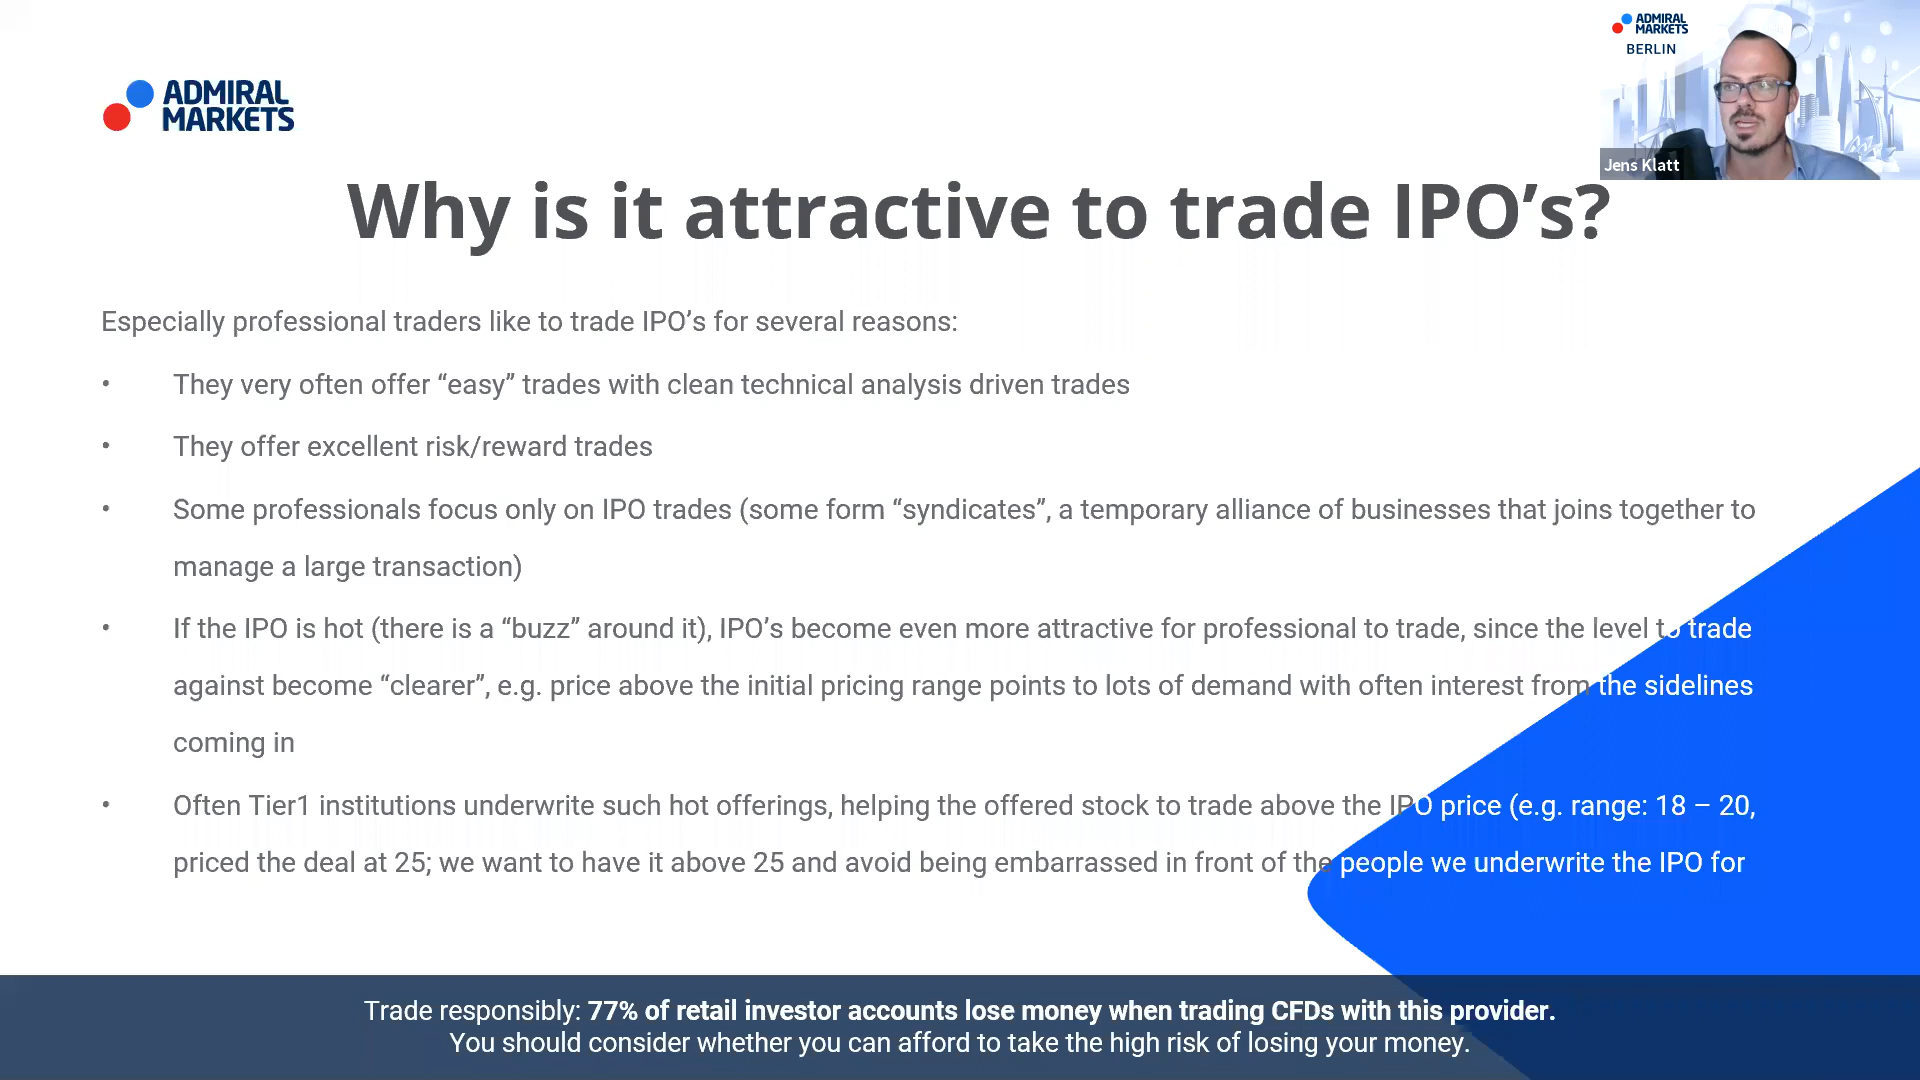 ADMIRAL
MARKETS
BERLIN
Jens Klatt
ADMIRAL
MARKETS
Why is it attractive to trade IPO’s?
Especially professional traders like to trade IPO’s for several reasons:
• They very often offer “easy” trades with clean technical analysis driven trades
• They offer excellent risk/reward trades
• Some professionals focus only on IPO trades (some form “syndicates”, a temporary alliance of businesses that joins together to
manage a large transaction)
• If the IPO is hot (there is a “buzz” around it), IPO’s become even more attractive for professional to trade, since the level to trade
against become “clearer”, e.g. price above the initial pricing range points to lots of demand with often interest from the sidelines
coming in
• Often Tier1 institutions underwrite such hot offerings, helping the offered stock to trade above the IPO price (e.g. range: 18 – 20,
priced the deal at 25; we want to have it above 25 and avoid being embarrassed in front of the people we underwrite the IPO for
Trade responsibly: 77% of retail investor accounts lose money when trading CFDs with this provider.
You should consider whether you can afford to take the high risk of losing your money.